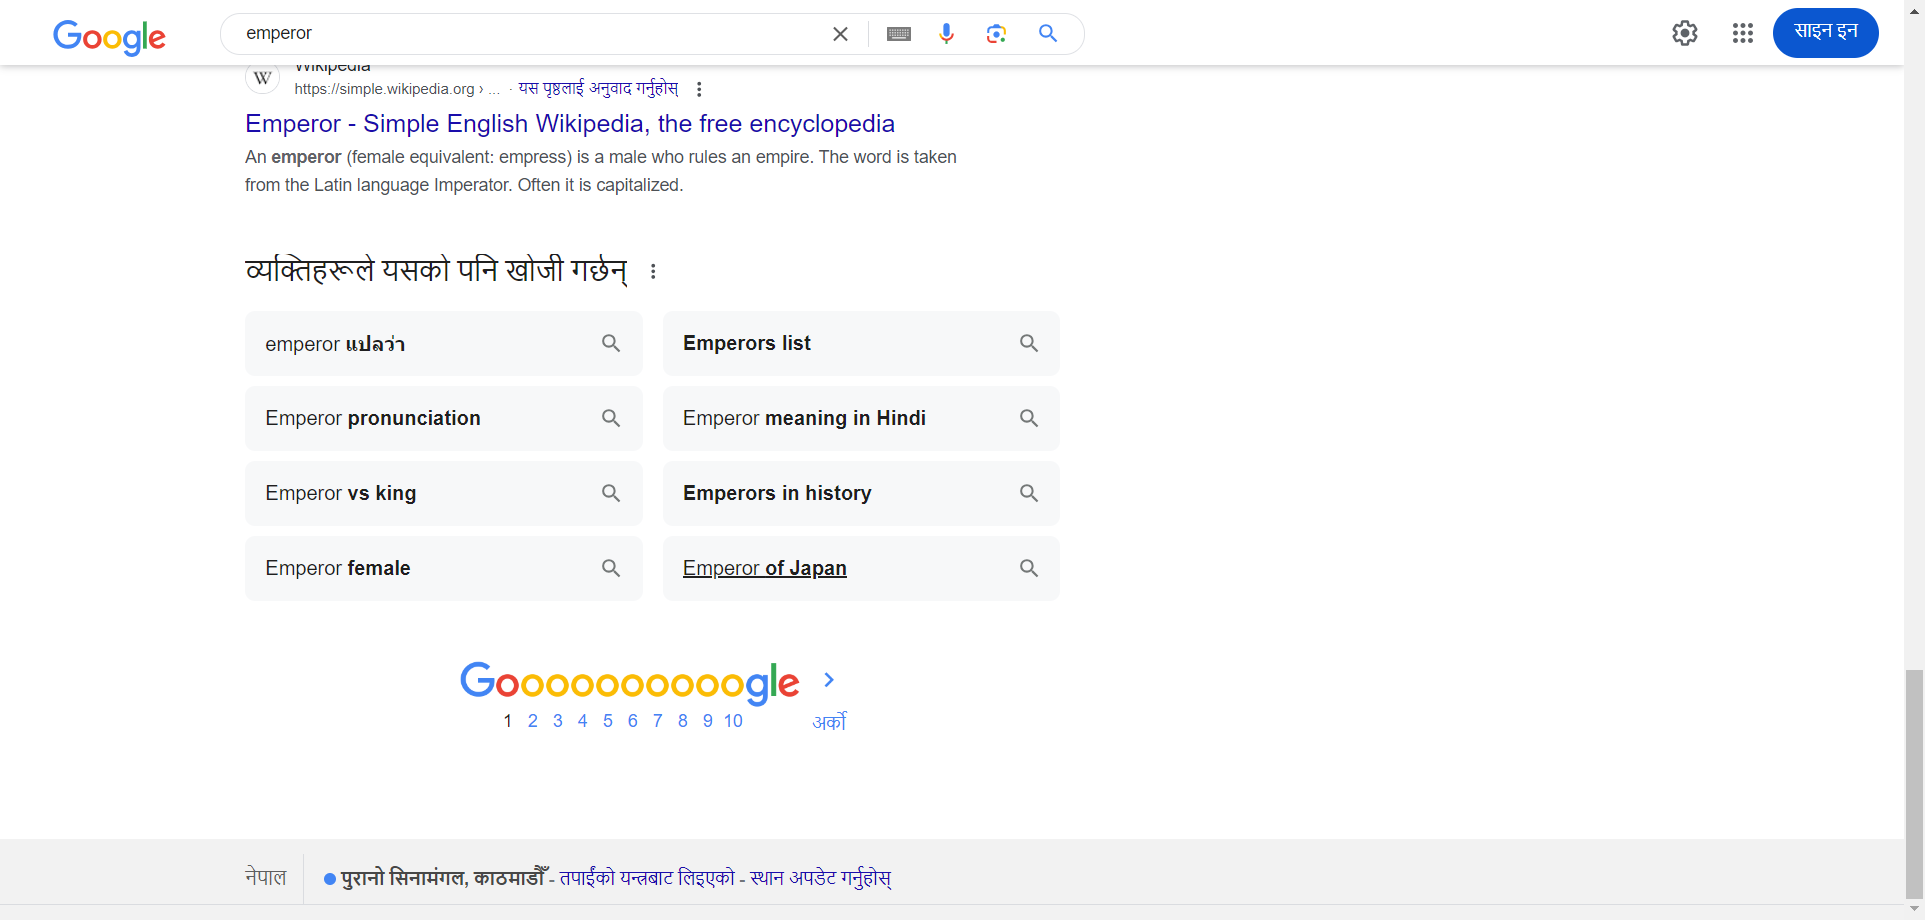 Google
emperor
साइन इन
Wikipedia
https://simple.wikipedia.org › ... · यस पृष्ठलाई अनुवाद गर्नुहोस्
Emperor - Simple English Wikipedia, the free encyclopedia
An emperor (female equivalent: empress) is a male who rules an empire. The word is taken
from the Latin language Imperator. Often it is capitalized.
व्यक्तिहरूले यसको पनि खोजी गर्छन्
emperor แปลว่า
Emperors list
Emperor pronunciation
Emperor meaning in Hindi
Emperor vs king
Emperors in history
Emperor female
Emperor of Japan
Goooooooooogle
1 2 3 4 5 6 7 8 9 10 अर्को
नेपाल
पुरानो सिनामंगल, काठमाडौँ - तपाईंको यन्त्रबाट लिइएको - स्थान अपडेट गर्नुहोस्